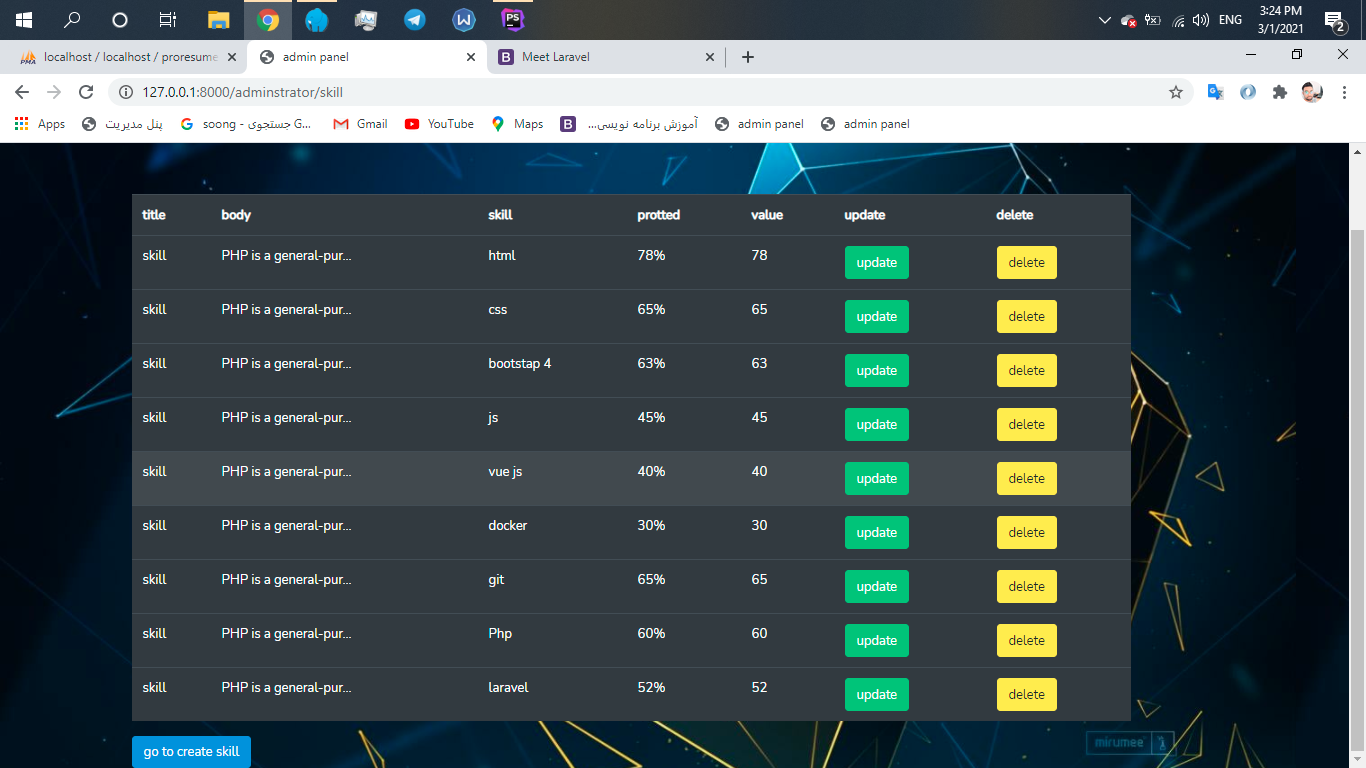 ENG
3:24 PM
3/1/2021
2
localhost / localhost / proresume
admin panel
Meet Laravel
127.0.0.1:8000/adminstrator/skill
Apps
پنل مدیریت
soong - جستجوی G...
Gmail
YouTube
Maps
آموزش برنامه نویسی...
admin panel
admin panel
title body skill protted value update delete
skill PHP is a general-pur... html 78% 78 update delete
skill PHP is a general-pur... css 65% 65 update delete
skill PHP is a general-pur... bootstap 4 63% 63 update delete
skill PHP is a general-pur... js 45% 45 update delete
skill PHP is a general-pur... vue js 40% 40 update delete
skill PHP is a general-pur... docker 30% 30 update delete
skill PHP is a general-pur... git 65% 65 update delete
skill PHP is a general-pur... Php 60% 60 update delete
skill PHP is a general-pur... laravel 52% 52 update delete
go to create skill
mirumee